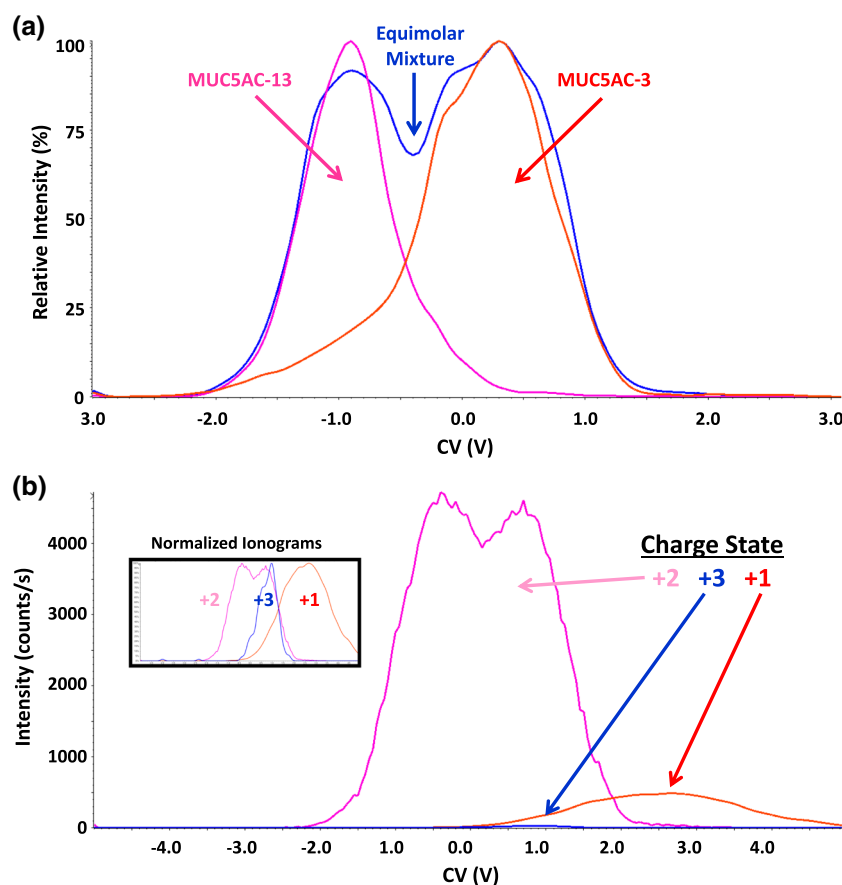 (a)
Equimolar
Mixture
MUC5AC-13
MUC5AC-3
Relative Intensity (%)
100
75
50
25
0
3.0 -2.0 -1.0 0.0 1.0 2.0 3.0
CV (V)
(b)
Normalized Ionograms
+2 +3 +1
Charge State
+2 +3 +1
Intensity (counts/s)
4000
3000
2000
1000
0
-4.0 -3.0 -2.0 0.0 1.0 2.0 3.0 4.0
CV (V)